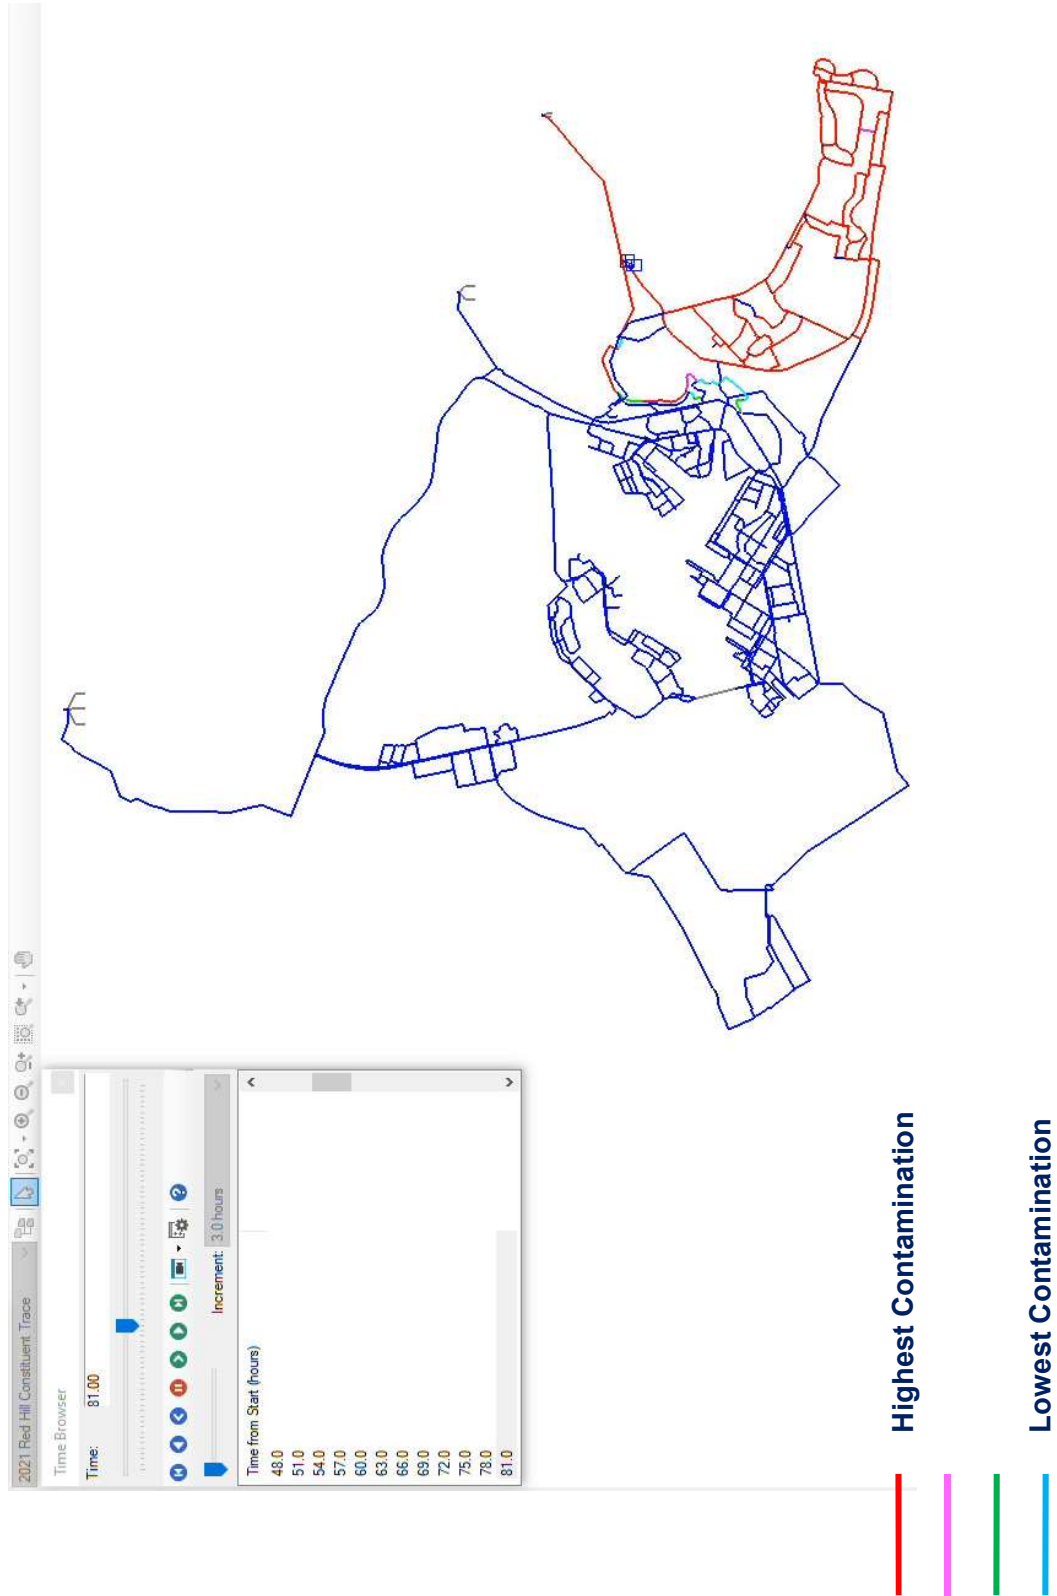 2021 Red Hill Constituent Trace
Time Browser
Time: 81.00
Increment: 3.0 hours
Time from Start (hours)
48.0
51.0
54.0
57.0
60.0
63.0
66.0
69.0
72.0
75.0
78.0
81.0
Highest Contamination
Lowest Contamination